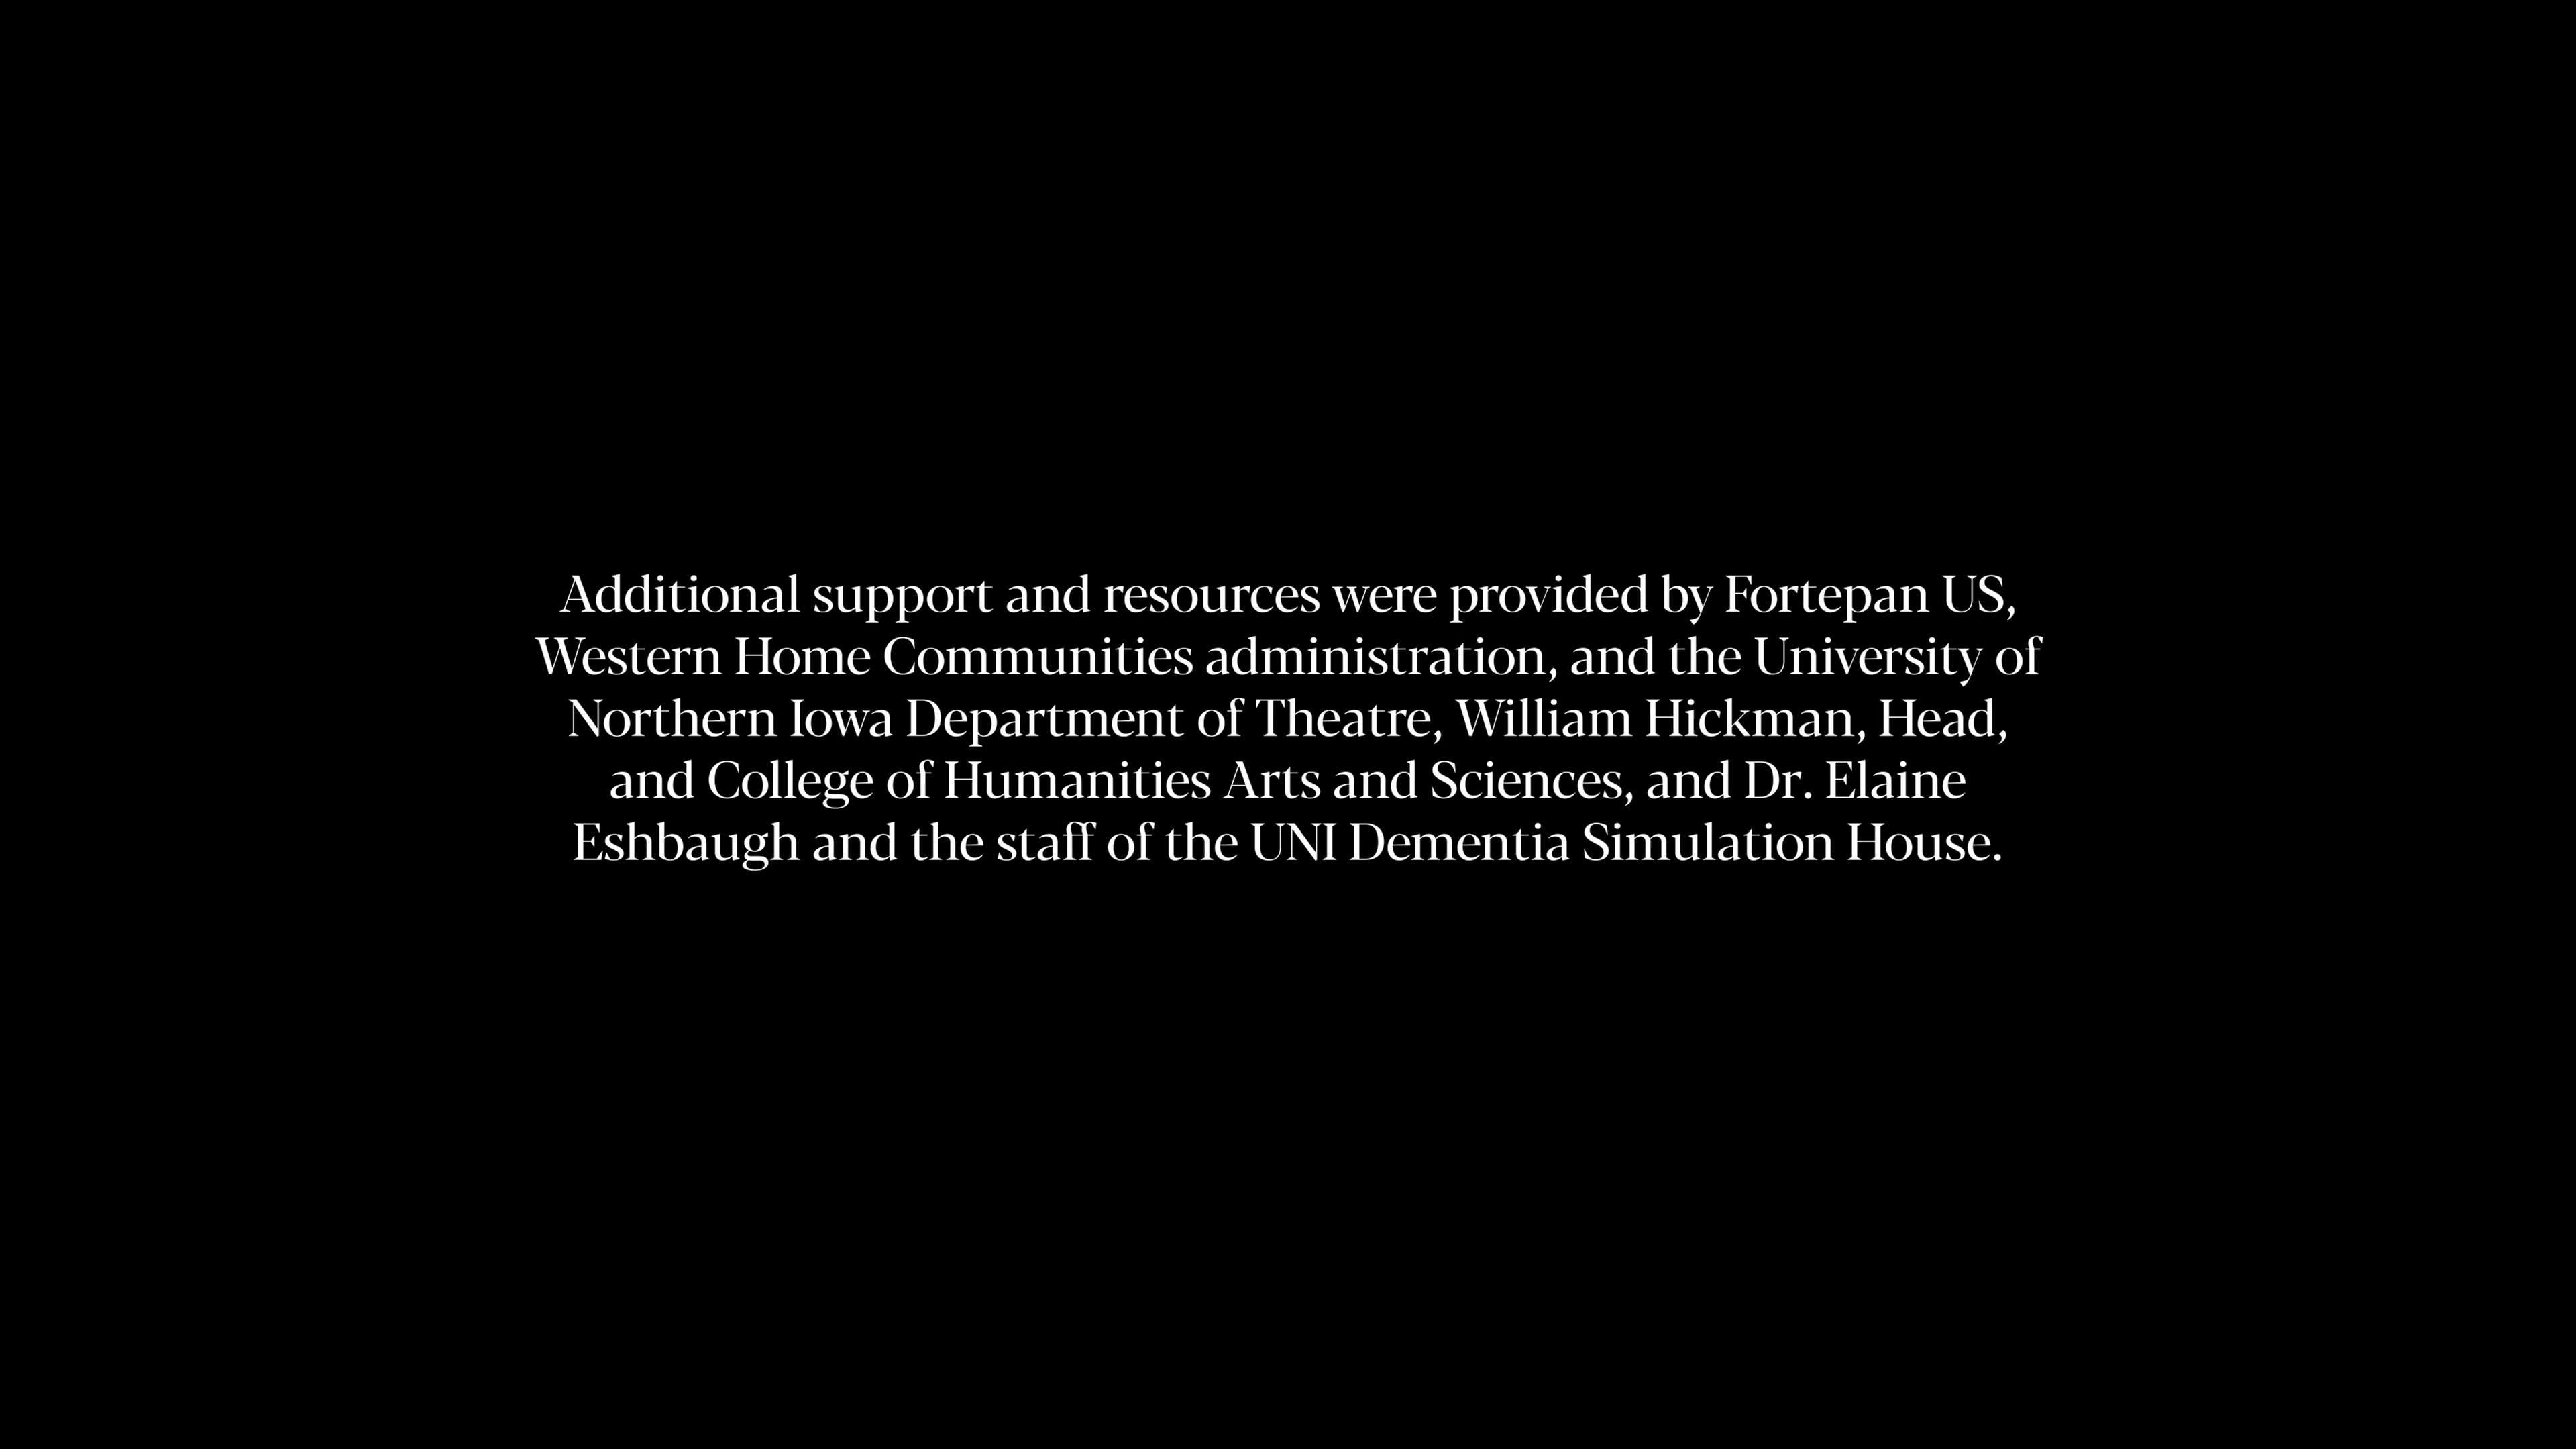 Additional support and resources were provided by Fortepan US,
Western Home Communities administration, and the University of
Northern Iowa Department of Theatre, William Hickman, Head,
and College of Humanities Arts and Sciences, and Dr. Elaine
Eshbaugh and the staff of the UNI Dementia Simulation House.